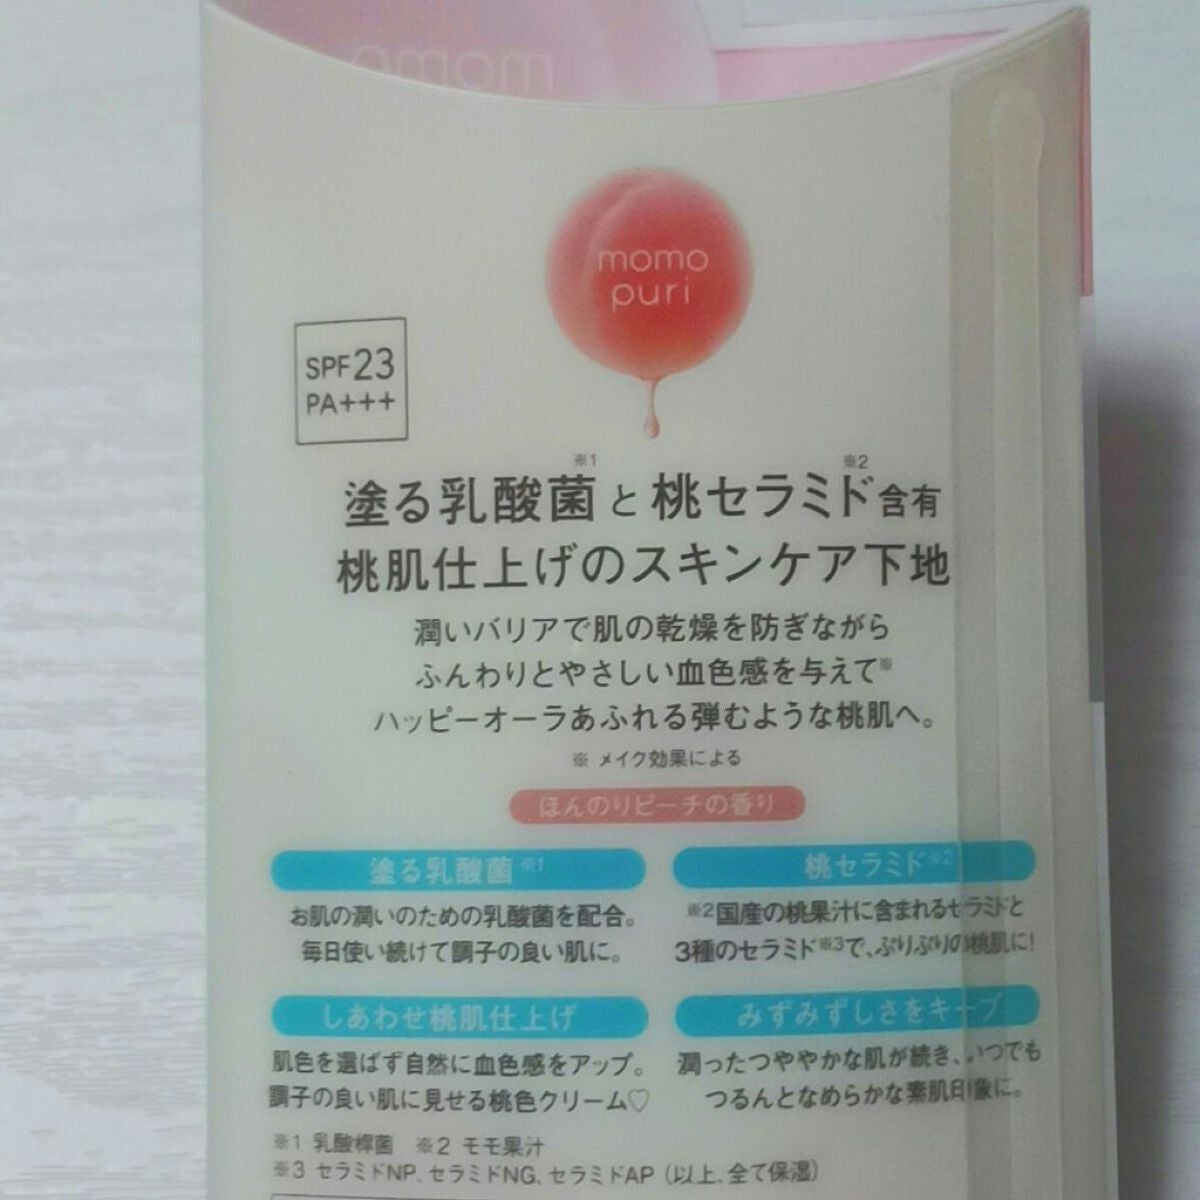 momo
momo
puri
SPF23
PA+++
塗る乳酸菌※1と桃セラミド※2含有
桃肌仕上げのスキンケア下地
潤いバリアで肌の乾燥を防ぎながら
ふんわりとやさしい血色感を与えて※
ハッピーオーラあふれる弾むような桃肌へ。
※ メイク効果による
ほんのりピーチの香り
塗る乳酸菌※1
お肌の潤いのための乳酸菌を配合。
毎日使い続けて調子の良い肌に。
桃セラミド※2
※2国産の桃果汁に含まれるセラミドと
3種のセラミド※3で、ぷりぷりの桃肌に!
しあわせ桃肌仕上げ
肌色を選ばず自然に血色感をアップ。
調子の良い肌に見せる桃色クリーム♡
みずみずしさをキープ
潤ったつややかな肌が続き、いつでも
つるんとなめらかな素肌印象に。
※1 乳酸桿菌 ※2 モモ果汁
※3 セラミドNP、セラミドNG、セラミドAP (以上、全て保湿)